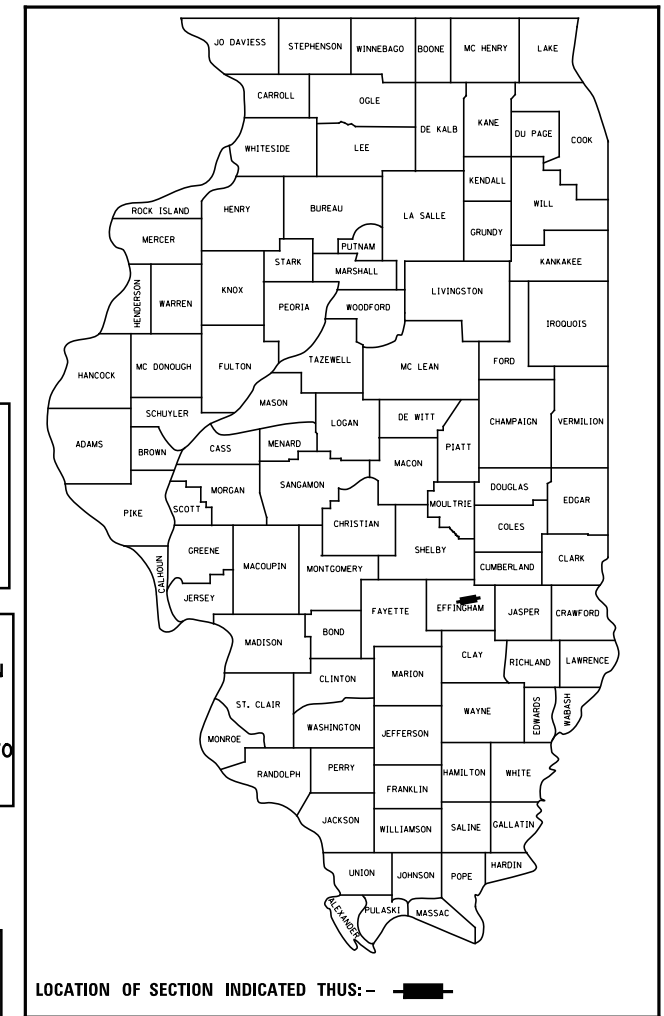 JO DAVIESS STEPHENSON WINNEBAGO BOONE MC HENRY LAKE
CARROLL OGLE DE KALB KANE DU PAGE COOK
WHITESIDE LEE
KENDALL
WILL
ROCK ISLAND HENRY BUREAU LA SALLE GRUNDY
MERCER PUTNAM KANKAKEE
STARK MARSHALL
HENDERSON WARREN KNOX PEORIA WOODFORD LIVINGSTON IROQUOIS
HANCOCK MC DONOUGH FULTON TAZEWELL MC LEAN FORD
MASON
SCHUYLER LOGAN DE WITT CHAMPAIGN VERMILION
ADAMS BROWN CASS MENARD PIATT
MACON
MORGAN SANGAMON DOUGLAS EDGAR
PIKE SCOTT CHRISTIAN MOULTRIE COLES
GREENE MACOUPIN MONTGOMERY SHELBY CUMBERLAND CLARK
CALHOUN
JERSEY FAYETTE EFFINGHAM JASPER CRAWFORD
MADISON BOND
CLAY RICHLAND LAWRENCE
CLINTON MARION
ST. CLAIR WAYNE EDWARDS WABASH
MONROE WASHINGTON JEFFERSON
RANDOLPH PERRY HAMILTON WHITE
FRANKLIN
JACKSON WILLIAMSON SALINE GALLATIN
UNION JOHNSON POPE HARDIN
ALEXANDER PULASKI MASSAC
LOCATION OF SECTION INDICATED THUS:-